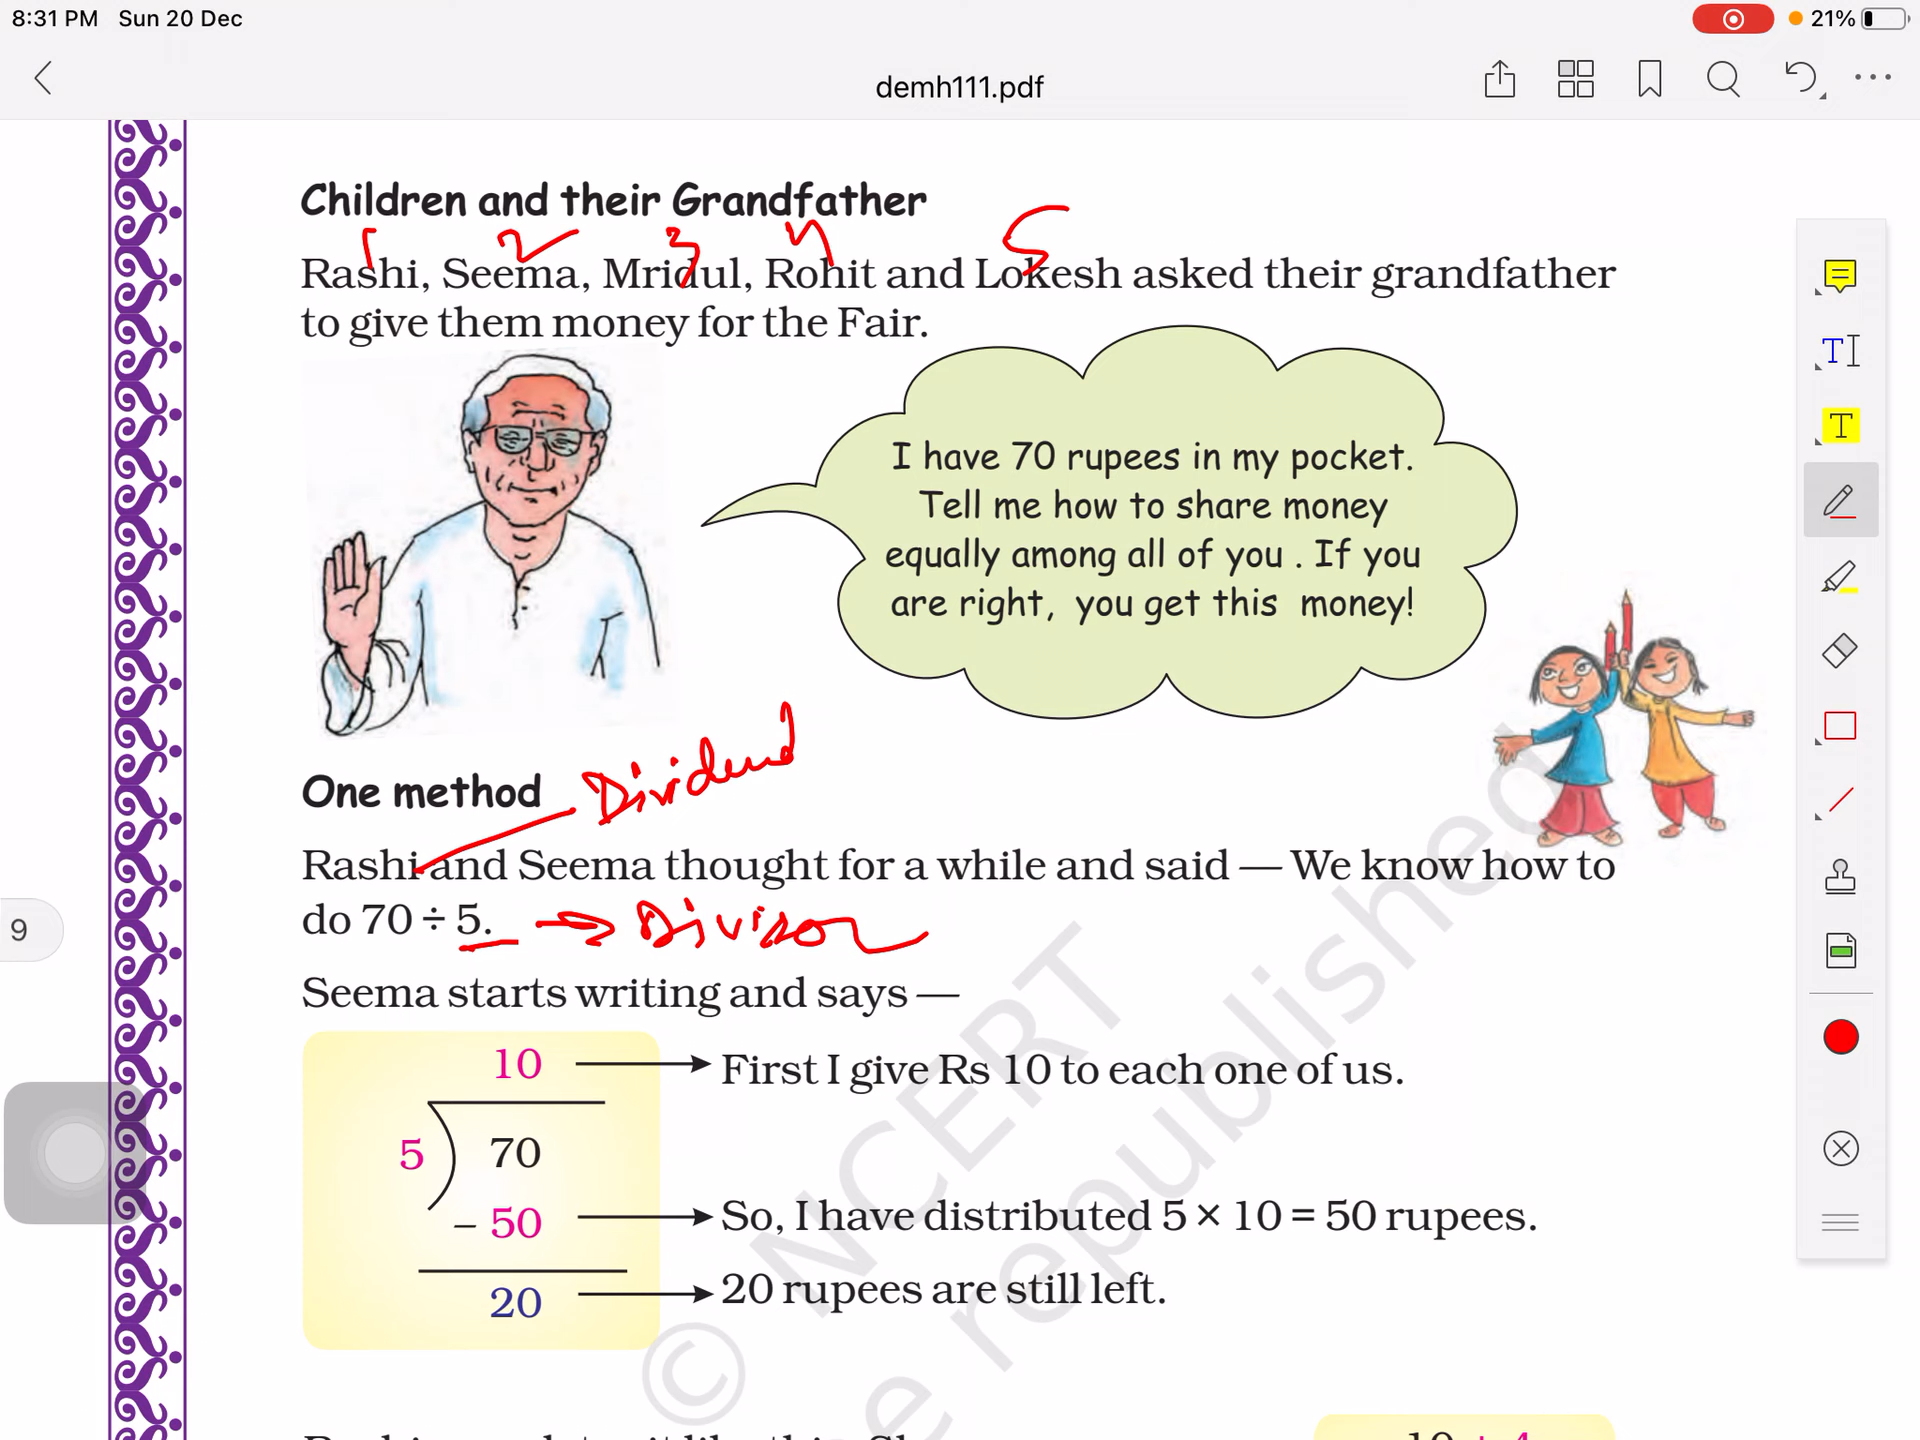 8:31 PM Sun 20 Dec
21%
demh111.pdf
Children and their Grandfather
1 2 3 4 5
Rashi, Seema, Mridul, Rohit and Lokesh asked their grandfather
to give them money for the Fair.
I have 70 rupees in my pocket.
Tell me how to share money
equally among all of you . If you
are right, you get this money!
One method
Dividend
Rashi and Seema thought for a while and said — We know how to
do 70 ÷ 5.
Divisor
9
Seema starts writing and says —
10
First I give Rs 10 to each one of us.
5 70
– 50
So, I have distributed 5 × 10 = 50 rupees.
20
20 rupees are still left.
© NCERT
republished